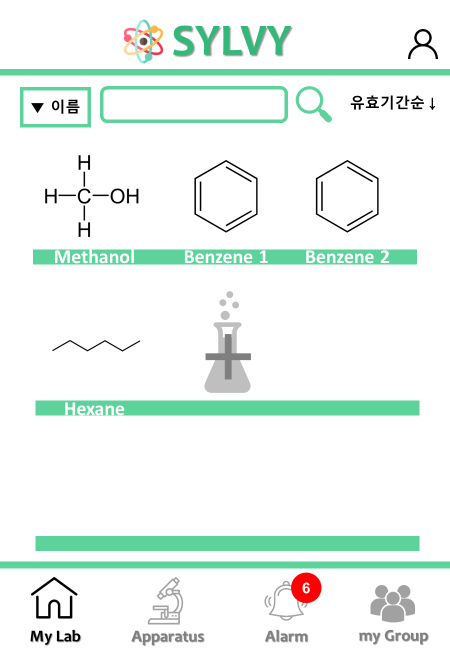 SYLVY
▼ 이름
유효기간순↓
H
H C OH
H
Methanol Benzene 1 Benzene 2
Hexane
6
My Lab Apparatus Alarm my Group